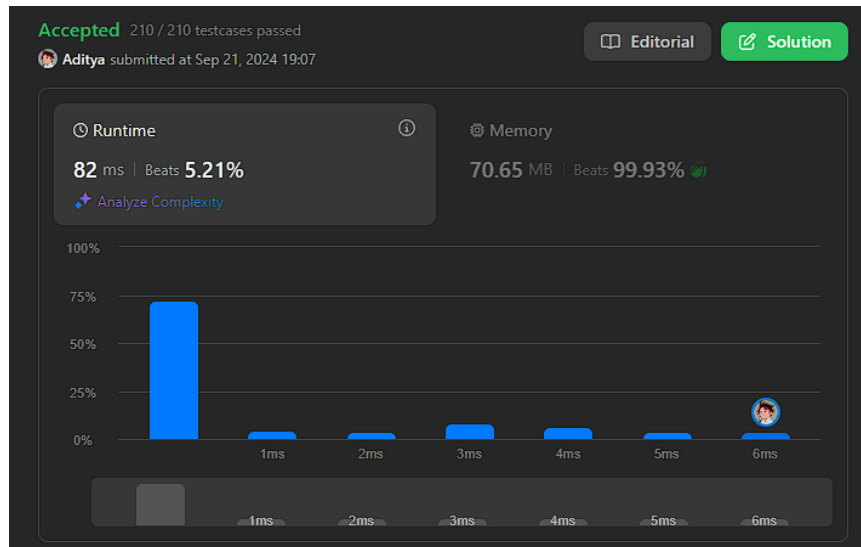 Accepted 210 / 210 testcases passed
Editorial
Solution
Aditya submitted at Sep 21, 2024 19:07
Runtime
82 ms | Beats 5.21%
Analyze Complexity
Memory
70.65 MB | Beats 99.93%
100%
75%
50%
25%
0%
1ms 2ms 3ms 4ms 5ms 6ms
1ms 2ms 3ms 4ms 5ms 6ms